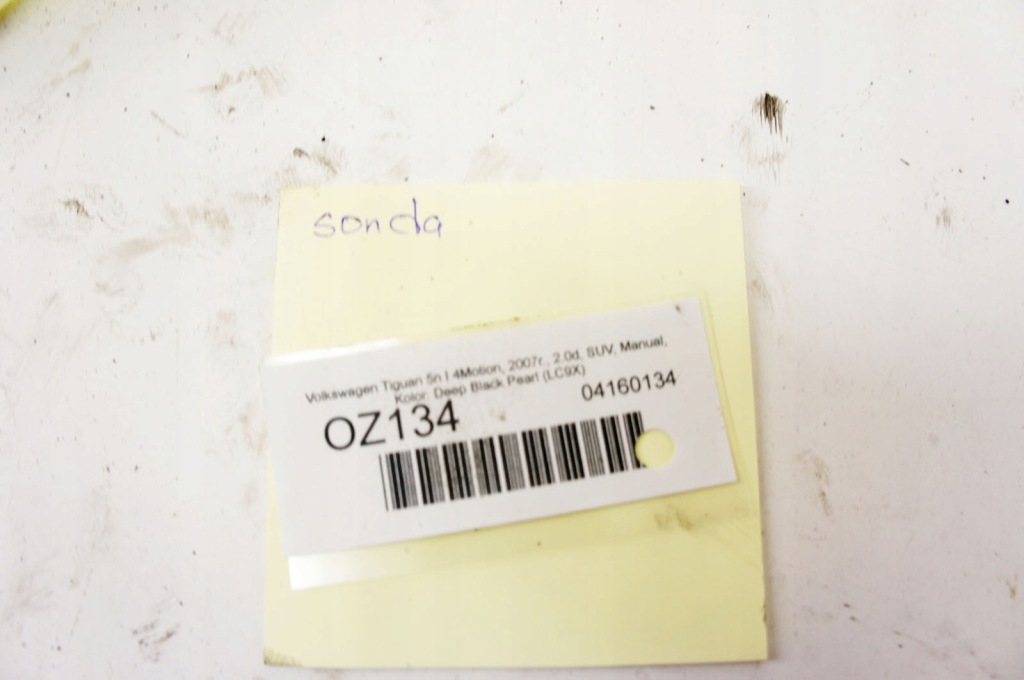 sonda
Volkswagen Tiguan 5n I 4Motion, 2007r., 2.0d, SUV, Manual,
Kolor: Deep Black Pearl (LC9X)
OZ134 04160134